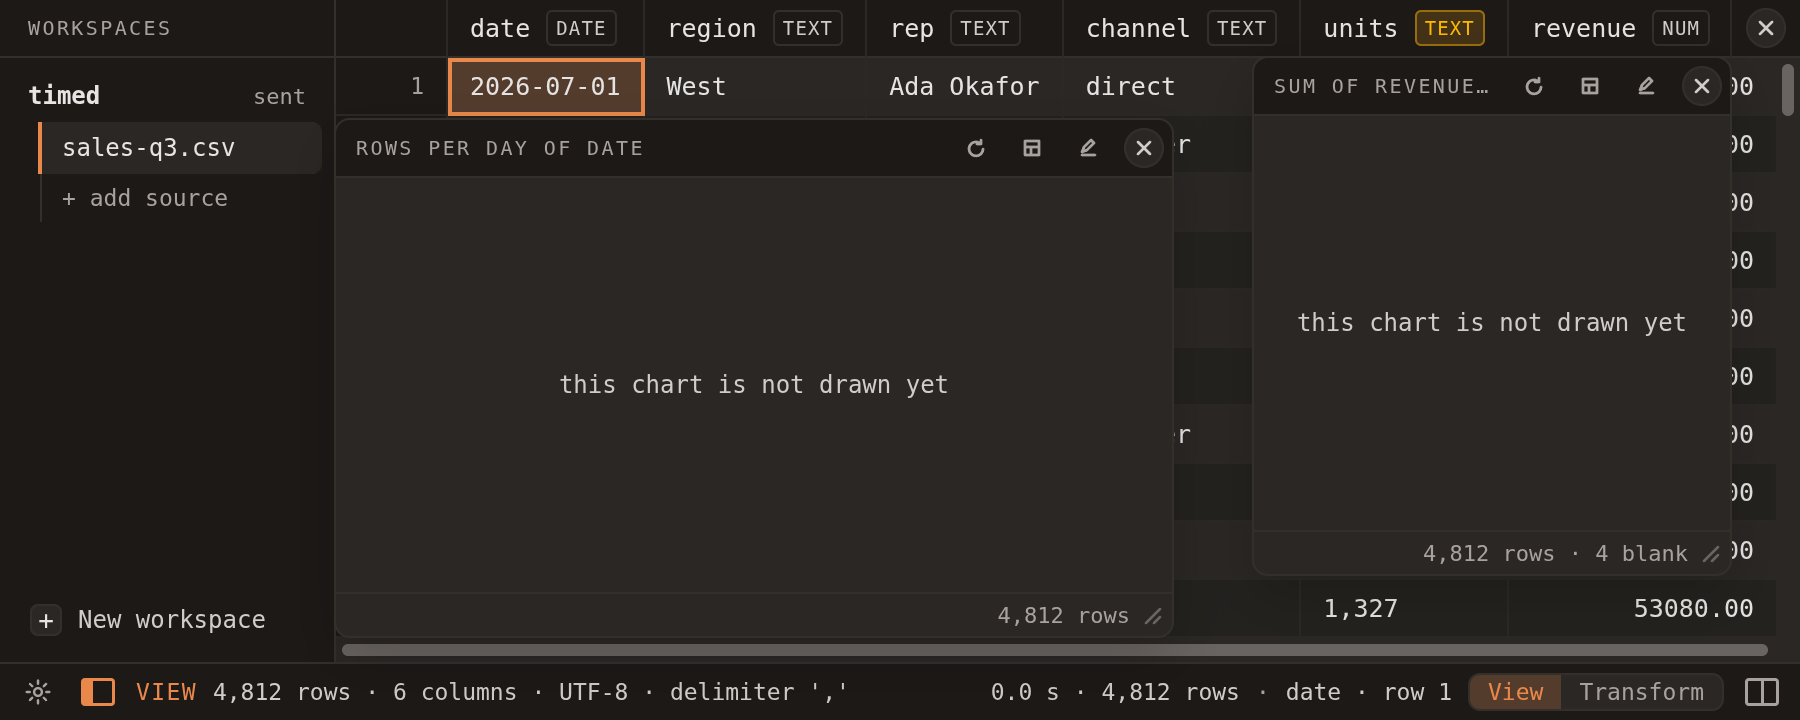 WORKSPACES
date DATE region TEXT rep TEXT channel TEXT units TEXT revenue NUM
timed sent
sales-q3.csv
+ add source
+ New workspace
1 2026-07-01 West Ada Okafor direct
ROWS PER DAY OF DATE
this chart is not drawn yet
4,812 rows
SUM OF REVENUE…
this chart is not drawn yet
4,812 rows · 4 blank
1,327 53080.00
VIEW 4,812 rows · 6 columns · UTF-8 · delimiter ',' 0.0 s · 4,812 rows · date · row 1 View Transform